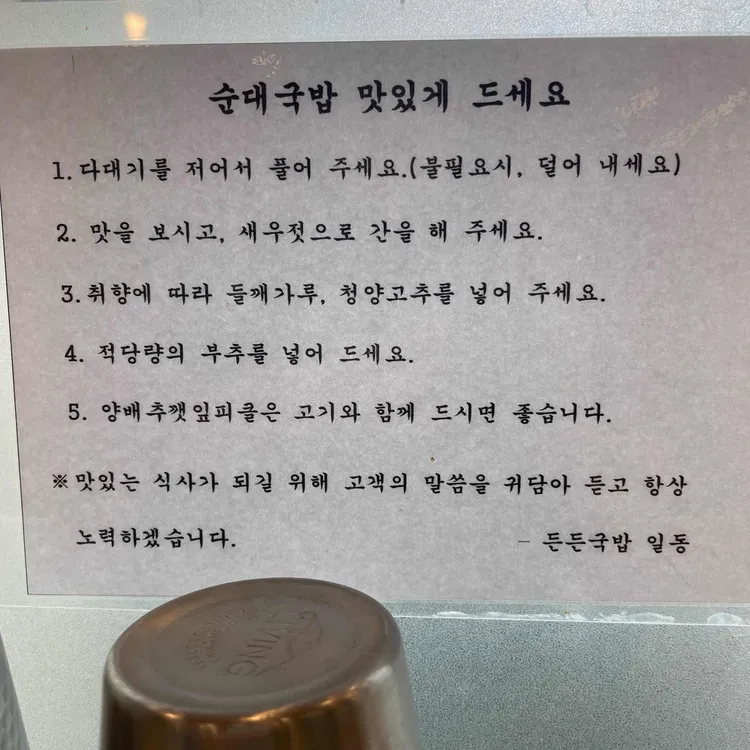 순대국밥 맛있게 드세요
1. 다대기를 저어서 풀어 주세요.(불필요시, 덜어 내세요)
2. 맛을 보시고, 새우젓으로 간을 해 주세요.
3. 취향에 따라 들깨가루, 청양고추를 넣어 주세요.
4. 적당량의 부추를 넣어 드세요.
5. 양배추깻잎피클은 고기와 함께 드시면 좋습니다.
※ 맛있는 식사가 되길 위해 고객의 말씀을 귀담아 듣고 항상
노력하겠습니다. - 든든국밥 일동
LIVING